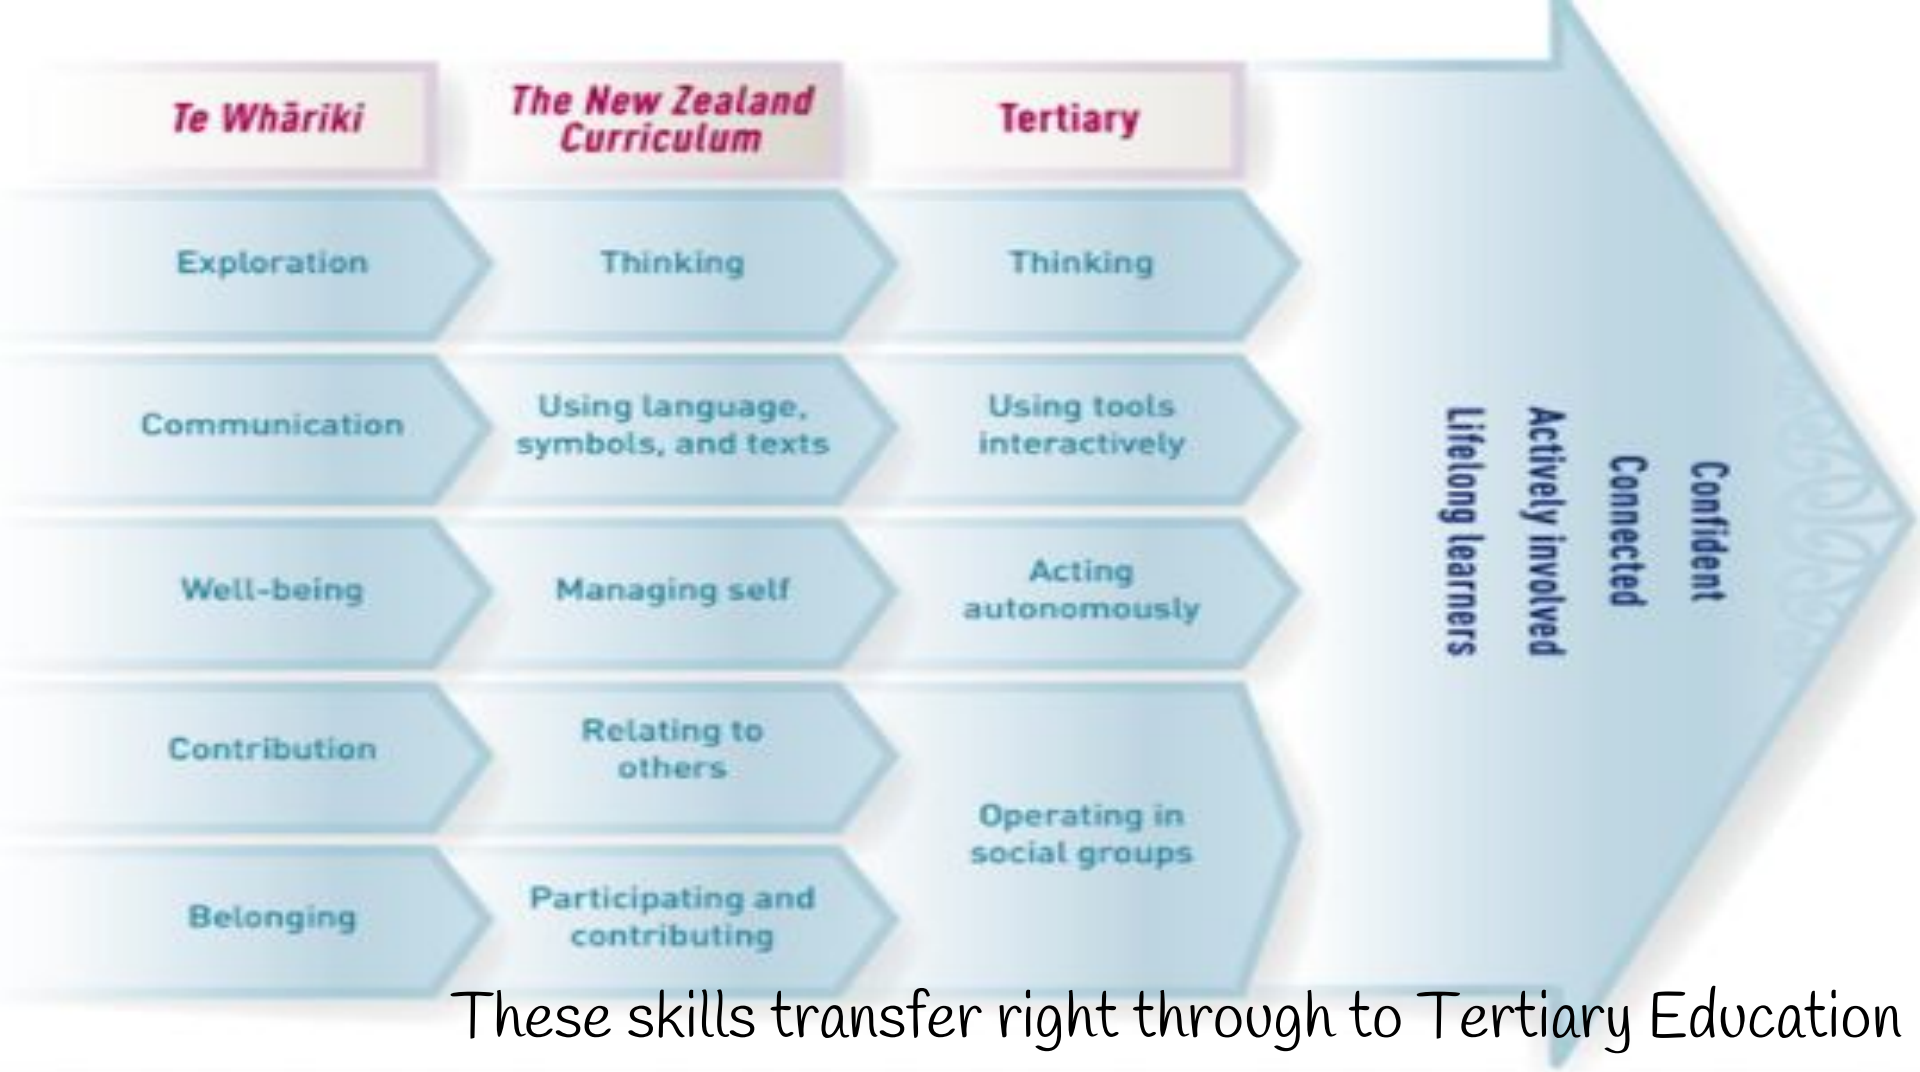 Te Whāriki
The New Zealand
Curriculum
Tertiary
Exploration
Thinking
Thinking
Communication
Using language,
symbols, and texts
Using tools
interactively
Well-being
Managing self
Acting
autonomously
Contribution
Relating to
others
Operating in
social groups
Belonging
Participating and
contributing
Confident
Connected
Actively involved
Lifelong learners
These skills transfer right through to Tertiary Education